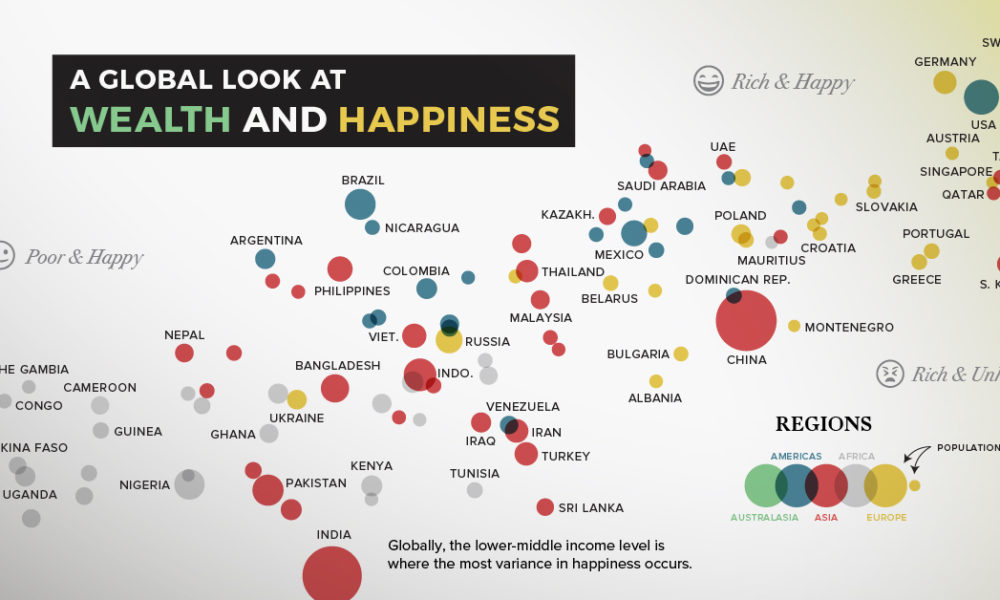 A GLOBAL LOOK AT
WEALTH AND HAPPINESS
Rich & Happy
SW
GERMANY
USA
AUSTRIA
UAE
SINGAPORE
QATAR
SAUDI ARABIA
BRAZIL
SLOVAKIA
KAZAKH.
POLAND
NICARAGUA
PORTUGAL
ARGENTINA
CROATIA
MEXICO
Poor & Happy
MAURITIUS
COLOMBIA
THAILAND
GREECE
DOMINICAN REP.
S. K
PHILIPPINES
BELARUS
MALAYSIA
MONTENEGRO
NEPAL
VIET.
RUSSIA
BULGARIA
CHINA
BANGLADESH
HE GAMBIA
INDO.
Rich & Unh
CAMEROON
ALBANIA
CONGO
VENEZUELA
UKRAINE
REGIONS
GUINEA
GHANA
IRAQ
IRAN
KINA FASO
POPULATION
AMERICAS
AFRICA
TURKEY
KENYA
TUNISIA
UGANDA
NIGERIA
PAKISTAN
SRI LANKA
AUSTRALASIA
ASIA
EUROPE
INDIA
Globally, the lower-middle income level is
where the most variance in happiness occurs.